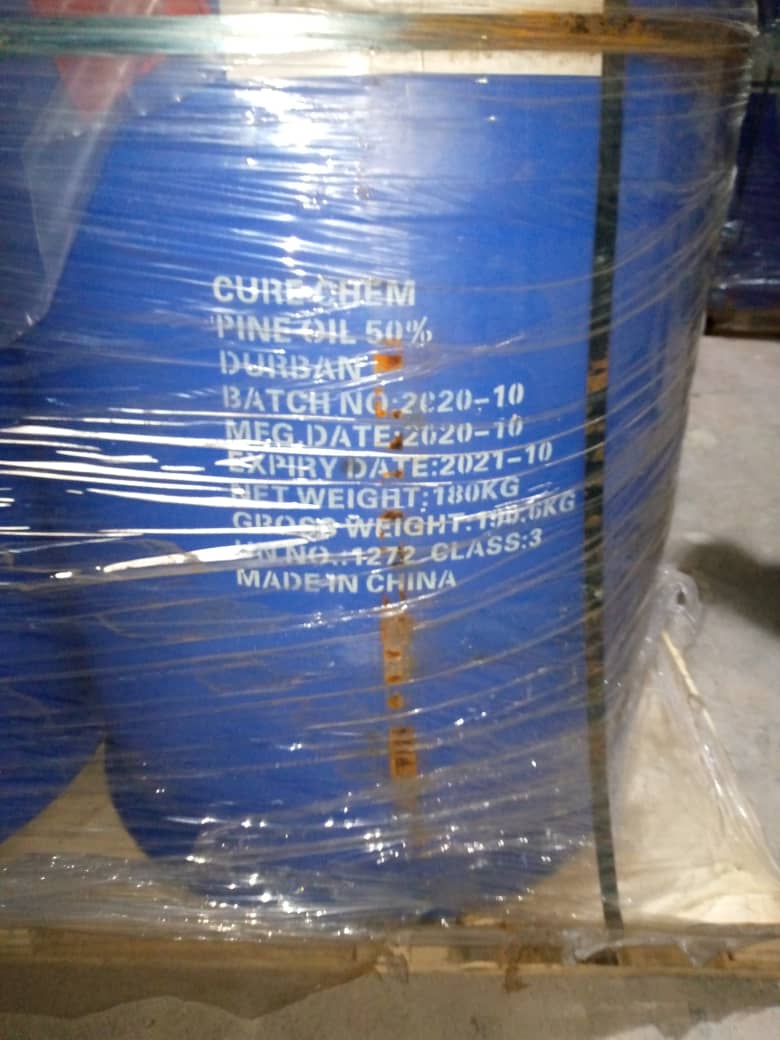 CURE CHEM
PINE OIL 50%
DURBAN
BATCH NO.:2020-10
MFG.DATE:2020-10
EXPIRY DATE:2021-10
NET WEIGHT:180KG
GROSS WEIGHT:
UN NO.:1272 CLASS:3
MADE IN CHINA